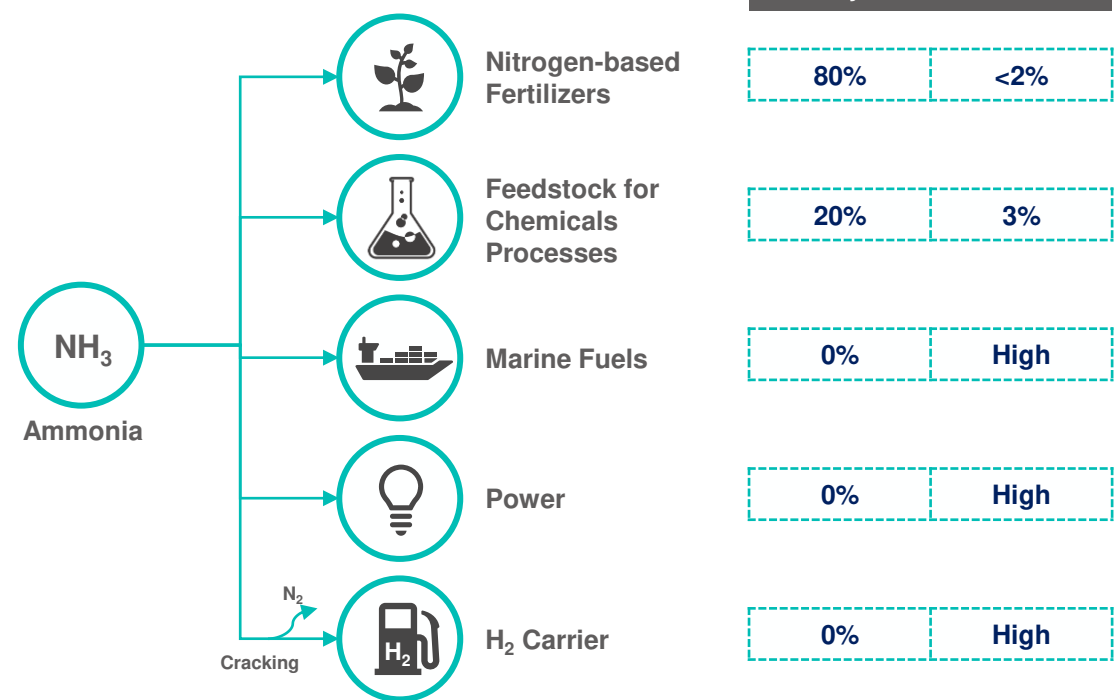 Nitrogen-based
Fertilizers
80%
<2%
Feedstock for
Chemicals
Processes
20%
3%
NH₃
Ammonia
Marine Fuels
0%
High
Power
0%
High
N₂
Cracking
H₂
H₂ Carrier
0%
High